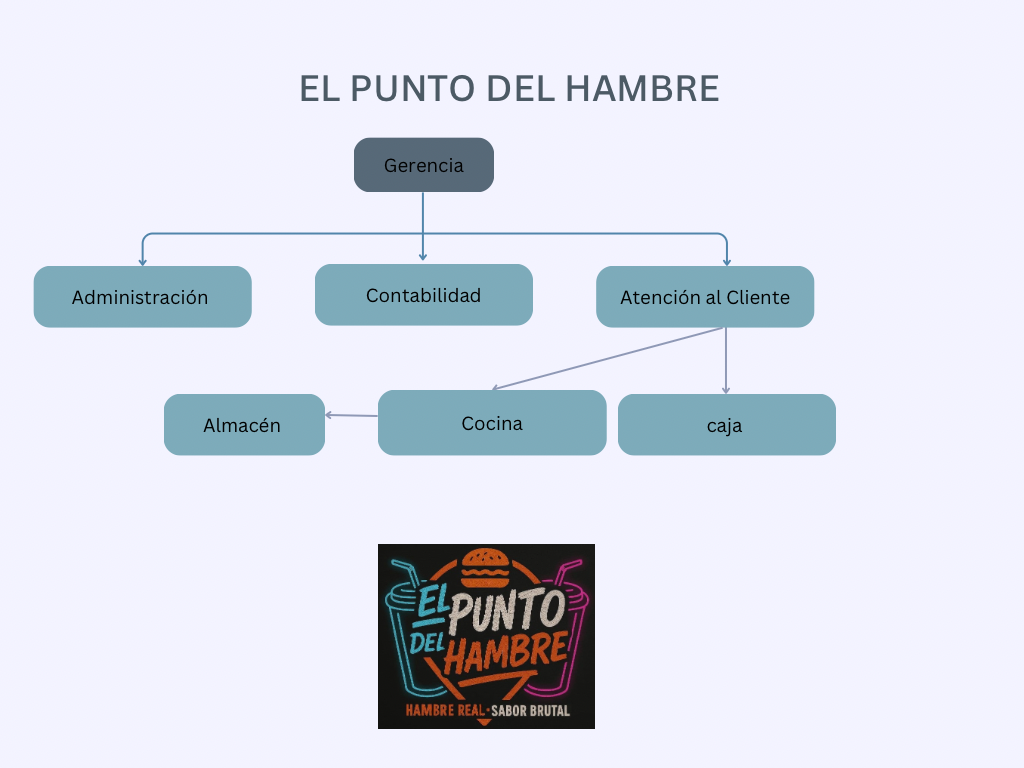 EL PUNTO DEL HAMBRE
Gerencia
Administración
Contabilidad
Atención al Cliente
Almacén
Cocina
caja
EL PUNTO
DEL HAMBRE
HAMBRE REAL·SABOR BRUTAL